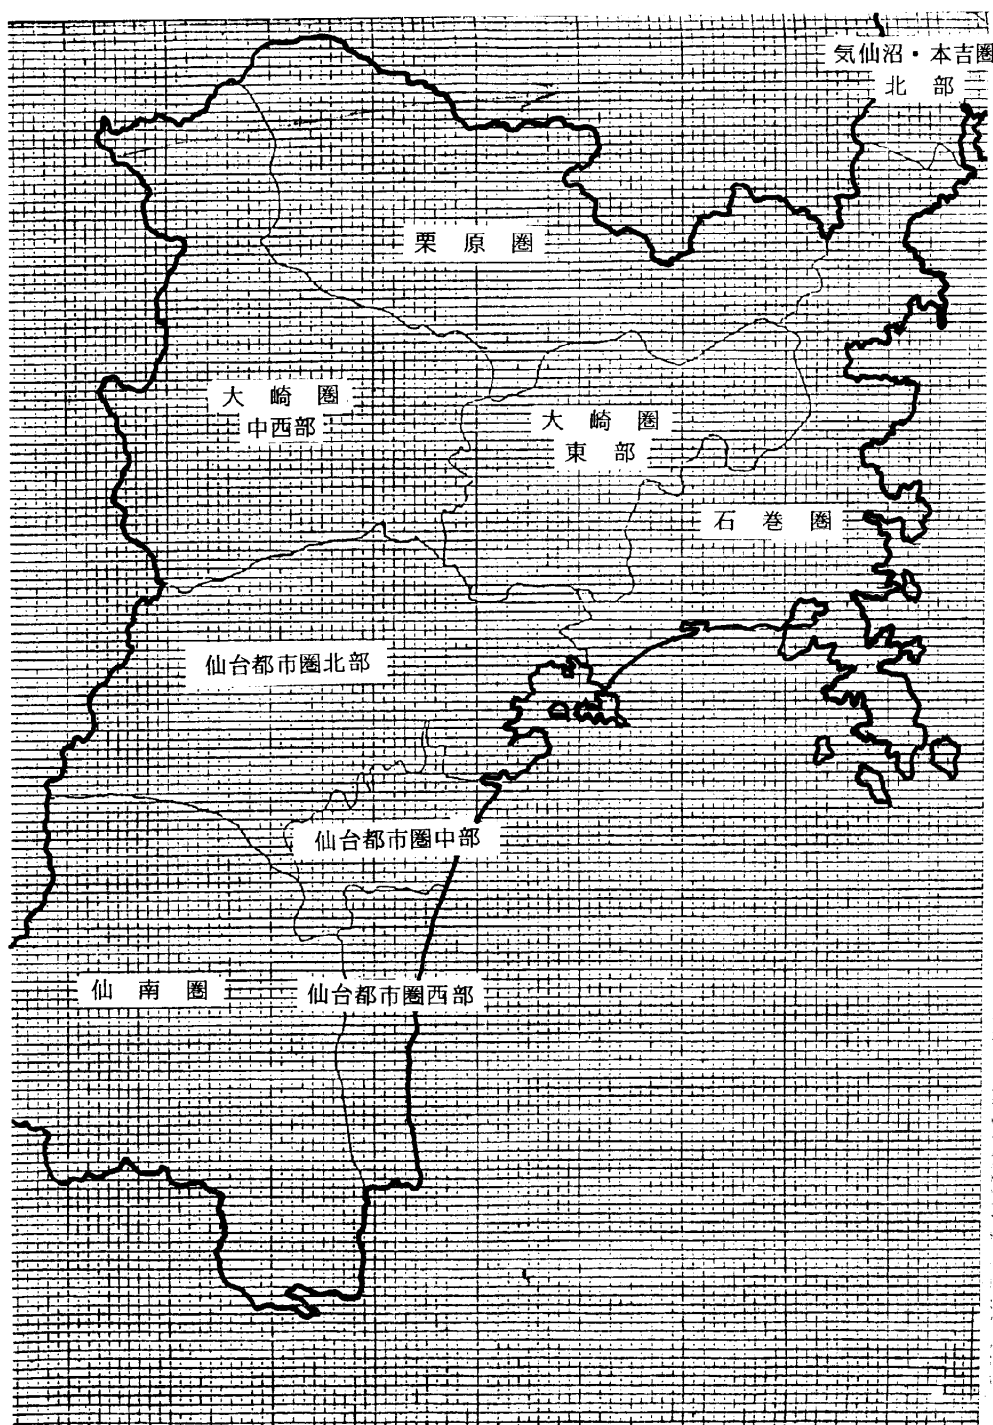 気仙沼・本吉圏
北部
栗原圏
大崎圏
中西部
大崎圏
東部
石巻圏
仙台都市圏北部
仙台都市圏中部
仙南圏
仙台都市圏西部